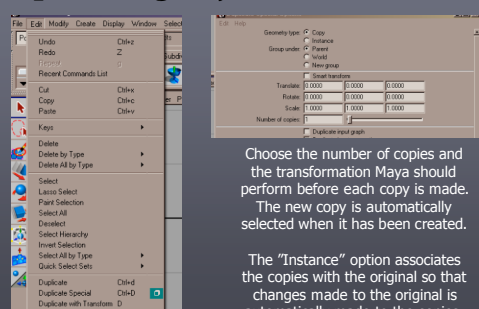 File Edit Modify Create Display Window Select
Undo Ctrl+z
Redo Z
Repeat g
Recent Commands List
Cut Ctrl+x
Copy Ctrl+c
Paste Ctrl+v
Keys
Delete
Delete by Type
Delete All by Type
Select
Lasso Select
Paint Selection
Select All
Deselect
Select Hierarchy
Invert Selection
Select All by Type
Quick Select Sets
Duplicate Ctrl+d
Duplicate Special Ctrl+D
Duplicate with Transform D
Edit Help
Geometry type: Copy
Instance
Group under: Parent
World
New group
Smart transform
Translate: 0.0000 0.0000 0.0000
Rotate: 0.0000 0.0000 0.0000
Scale: 1.0000 1.0000 1.0000
Number of copies: 1
Duplicate input graph
Choose the number of copies and
the transformation Maya should
perform before each copy is made.
The new copy is automatically
selected when it has been created.
The "Instance" option associates
the copies with the original so that
changes made to the original is